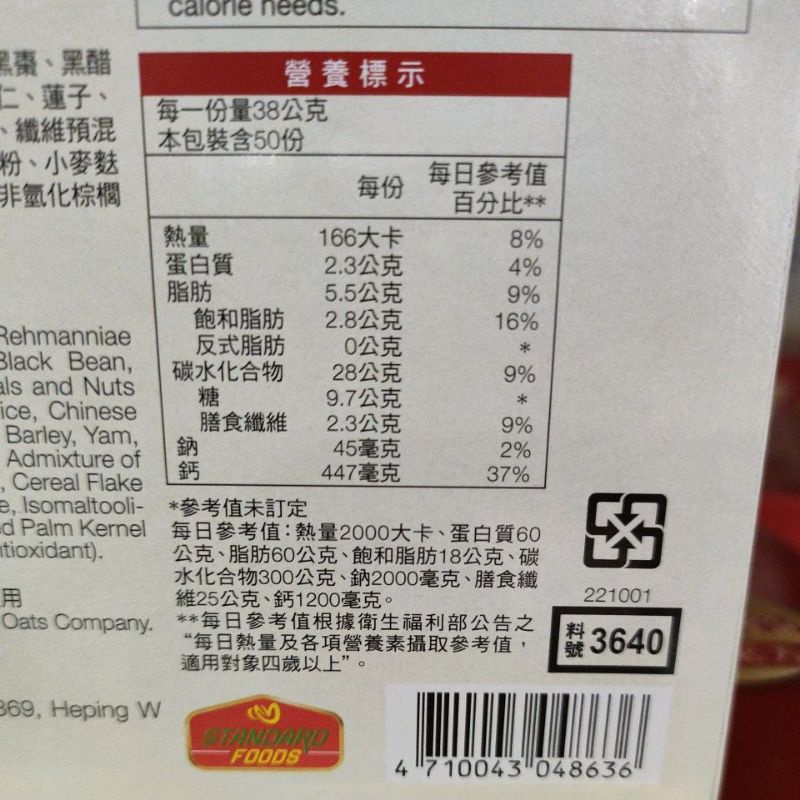 calorie needs.
黑棗、黑醋
仁、蓮子、
、纖維預混
粉、小麥麩
非氫化棕櫚
Rehmanniae
Black Bean,
als and Nuts
ice, Chinese
Barley, Yam,
Admixture of
, Cereal Flake
e, Isomaltooli-
ed Palm Kernel
ntioxidant).
用
Oats Company.
869, Heping W
營養標示
每一份量38公克
本包裝含50份
每份 每日參考值
百分比**
熱量 166大卡 8%
蛋白質 2.3公克 4%
脂肪 5.5公克 9%
飽和脂肪 2.8公克 16%
反式脂肪 0公克 *
碳水化合物 28公克 9%
糖 9.7公克 *
膳食纖維 2.3公克 9%
鈉 45毫克 2%
鈣 447毫克 37%
*參考值未訂定
每日參考值:熱量2000大卡、蛋白質60
公克、脂肪60公克、飽和脂肪18公克、碳
水化合物300公克、鈉2000毫克、膳食纖
維25公克、鈣1200毫克。
**每日參考值根據衛生福利部公告之
“每日熱量及各項營養素攝取參考值,
適用對象四歲以上”。
221001
料號 3640
STANDARD
FOODS
4 710043 048636